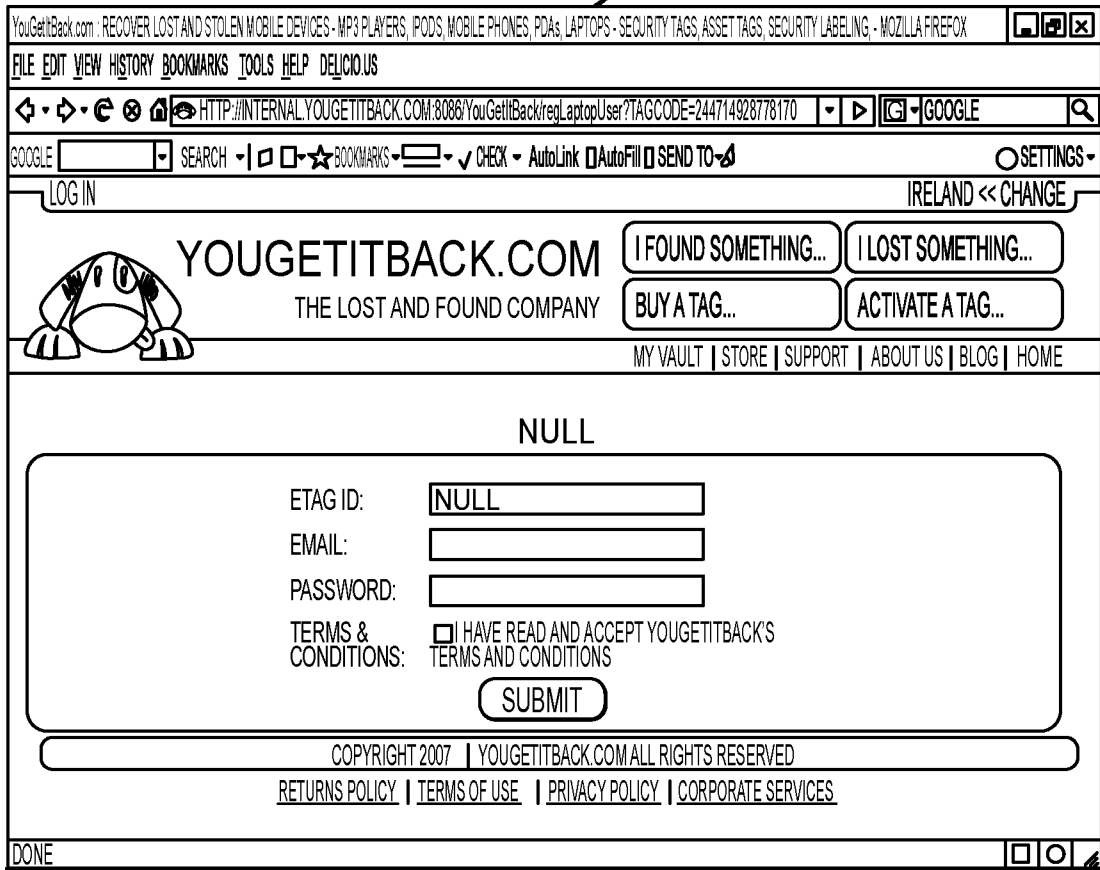 YouGetItBack.com : RECOVER LOST AND STOLEN MOBILE DEVICES - MP3 PLAYERS, IPODS, MOBILE PHONES, PDAs, LAPTOPS - SECURITY TAGS, ASSET TAGS, SECURITY LABELING, - MOZILLA FIREFOX
FILE EDIT VIEW HISTORY BOOKMARKS TOOLS HELP DELICIO.US
HTTP://INTERNAL.YOUGETITBACK.COM:8086/YouGetItBack/regLaptopUser?TAGCODE=244714928778170 G GOOGLE
GOOGLE SEARCH BOOKMARKS CHECK AutoLink AutoFill SEND TO SETTINGS
LOG IN IRELAND << CHANGE
YOUGETITBACK.COM
THE LOST AND FOUND COMPANY
I FOUND SOMETHING... I LOST SOMETHING...
BUY A TAG... ACTIVATE A TAG...
MY VAULT | STORE | SUPPORT | ABOUT US | BLOG | HOME
NULL
ETAG ID: NULL
EMAIL:
PASSWORD:
TERMS & CONDITIONS: I HAVE READ AND ACCEPT YOUGETITBACK'S
TERMS AND CONDITIONS
SUBMIT
COPYRIGHT 2007 | YOUGETITBACK.COM ALL RIGHTS RESERVED
RETURNS POLICY | TERMS OF USE | PRIVACY POLICY | CORPORATE SERVICES
DONE